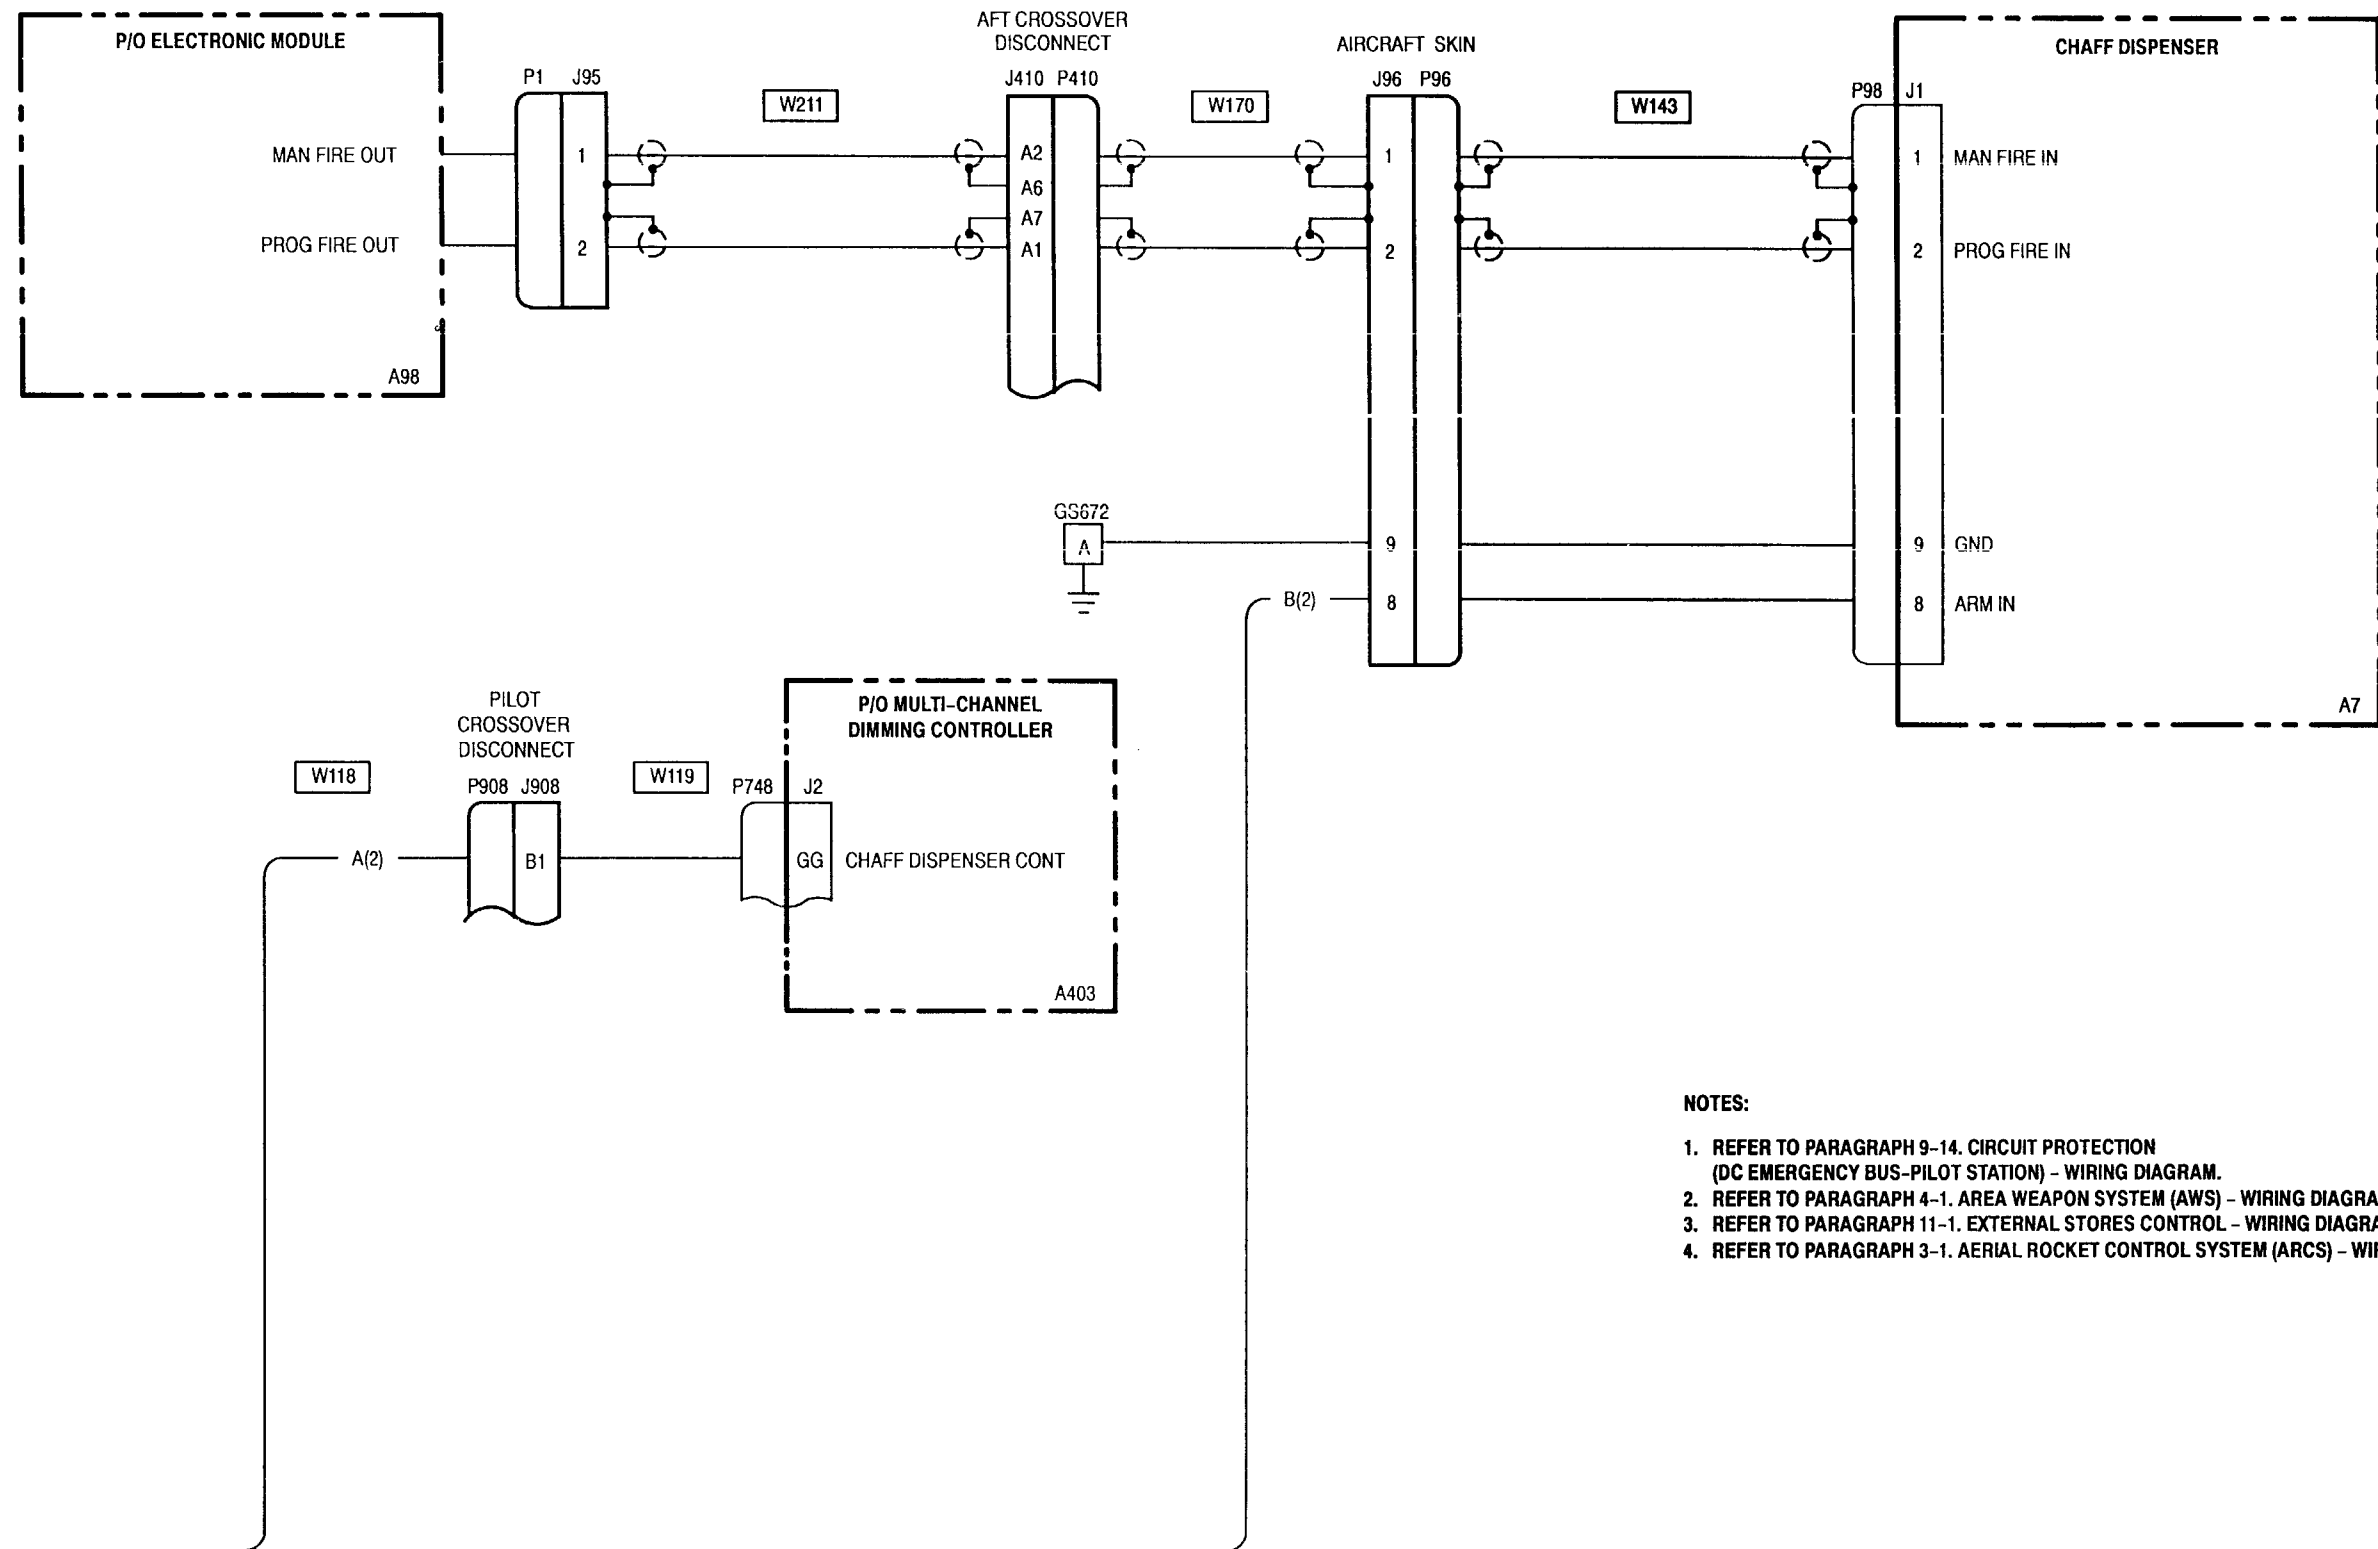 P/O ELECTRONIC MODULE
MAN FIRE OUT
PROG FIRE OUT
A98
P1 J95
1
2
W211
AFT CROSSOVER
DISCONNECT
J410 P410
A2
A6
A7
A1
W170
AIRCRAFT SKIN
J96 P96
1
2
9
8
W143
CHAFF DISPENSER
P98 J1
1 MAN FIRE IN
2 PROG FIRE IN
9 GND
8 ARM IN
A7
GS672
A
B(2)
W118
PILOT
CROSSOVER
DISCONNECT
P908 J908
A(2)
B1
W119
P/O MULTI-CHANNEL
DIMMING CONTROLLER
P748 J2
GG CHAFF DISPENSER CONT
A403
NOTES:
1. REFER TO PARAGRAPH 9-14. CIRCUIT PROTECTION
(DC EMERGENCY BUS-PILOT STATION) - WIRING DIAGRAM.
2. REFER TO PARAGRAPH 4-1. AREA WEAPON SYSTEM (AWS) - WIRING DIAGRA
3. REFER TO PARAGRAPH 11-1. EXTERNAL STORES CONTROL - WIRING DIAGRA
4. REFER TO PARAGRAPH 3-1. AERIAL ROCKET CONTROL SYSTEM (ARCS) - WI